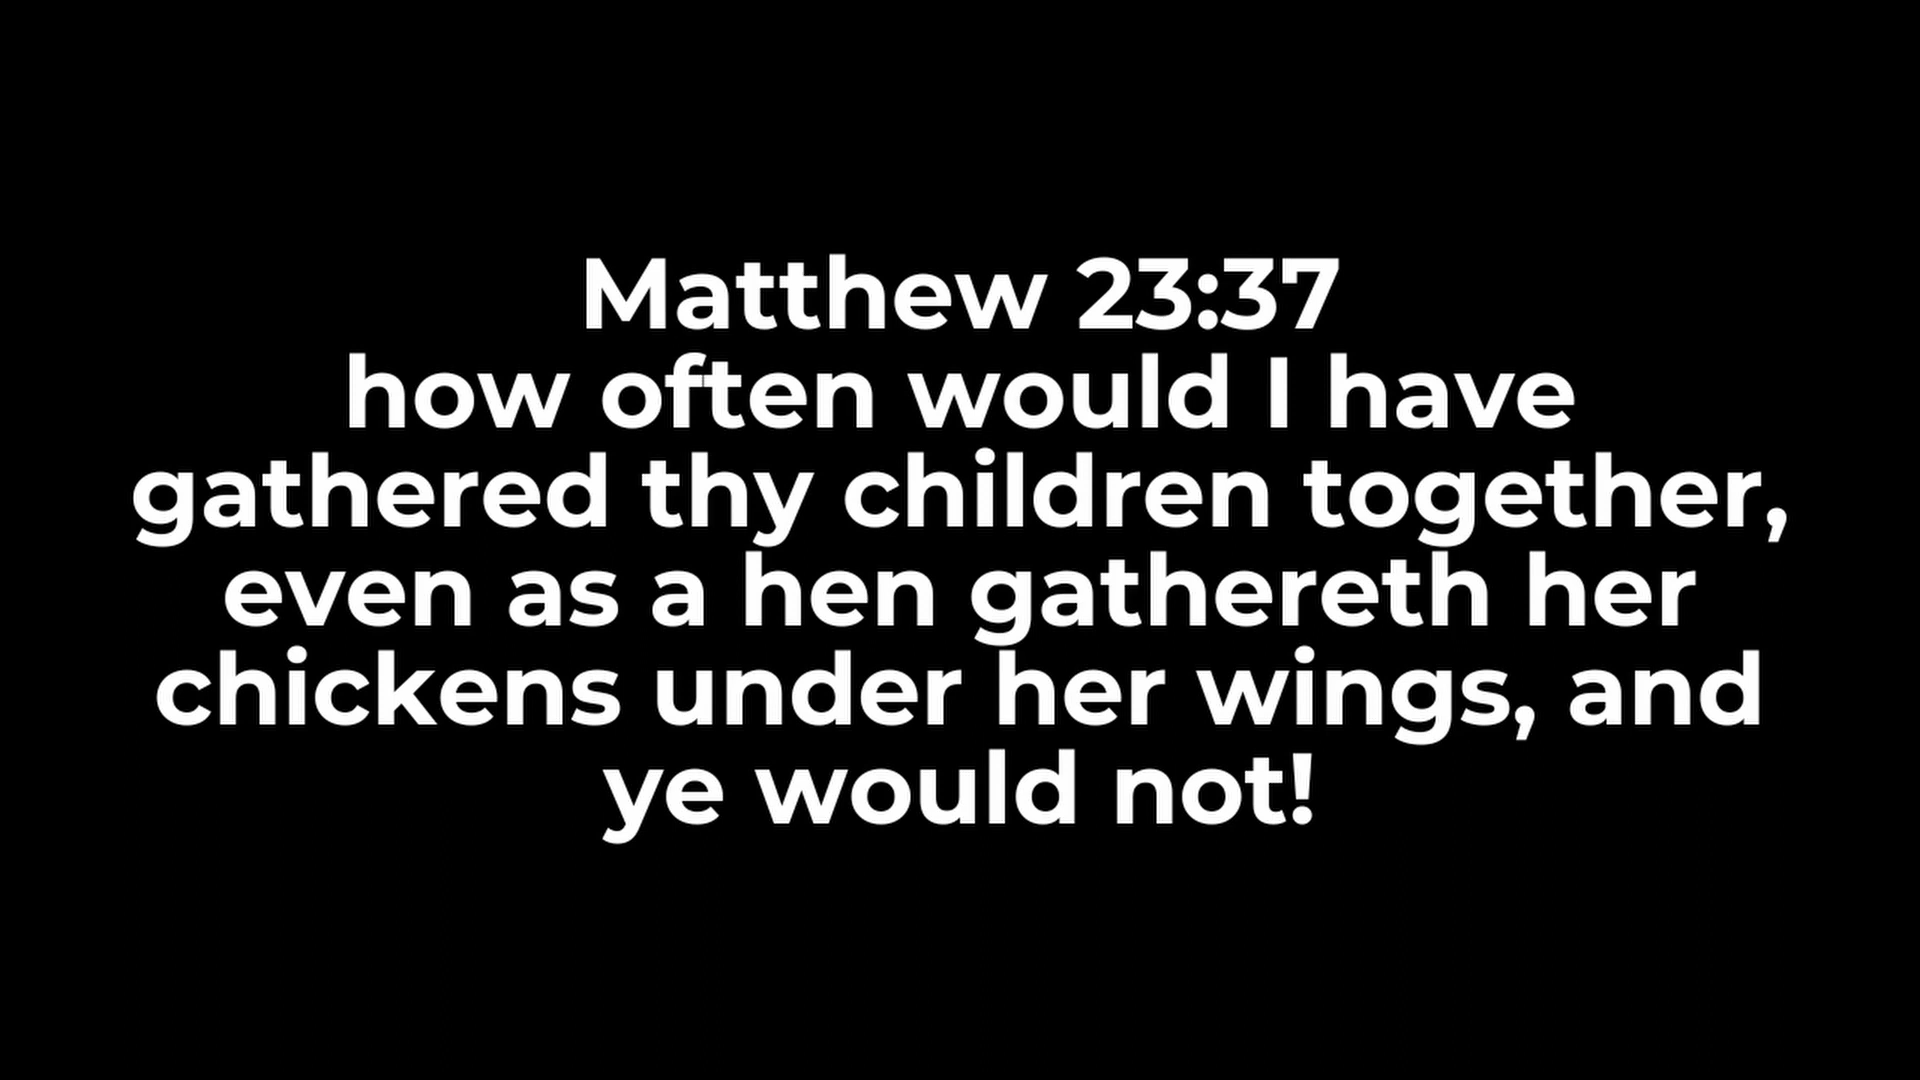 Matthew 23:37
how often would I have
gathered thy children together,
even as a hen gathereth her
chickens under her wings, and
ye would not!